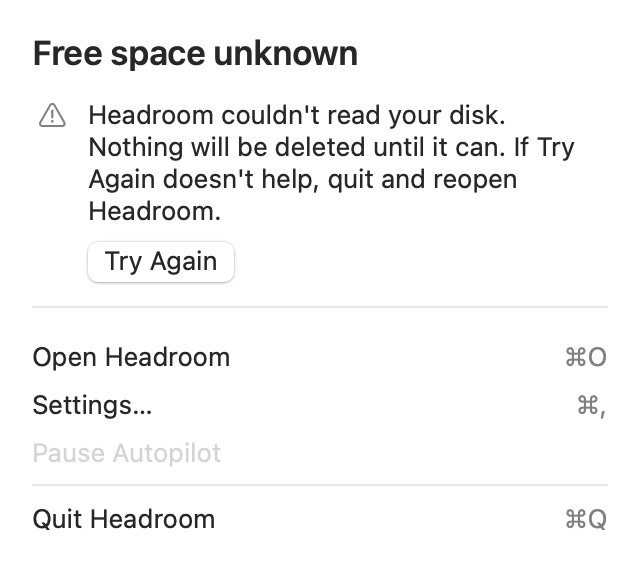 Free space unknown
Headroom couldn't read your disk.
Nothing will be deleted until it can. If Try
Again doesn't help, quit and reopen
Headroom.
Try Again
Open Headroom ⌘O
Settings... ⌘,
Pause Autopilot
Quit Headroom ⌘Q